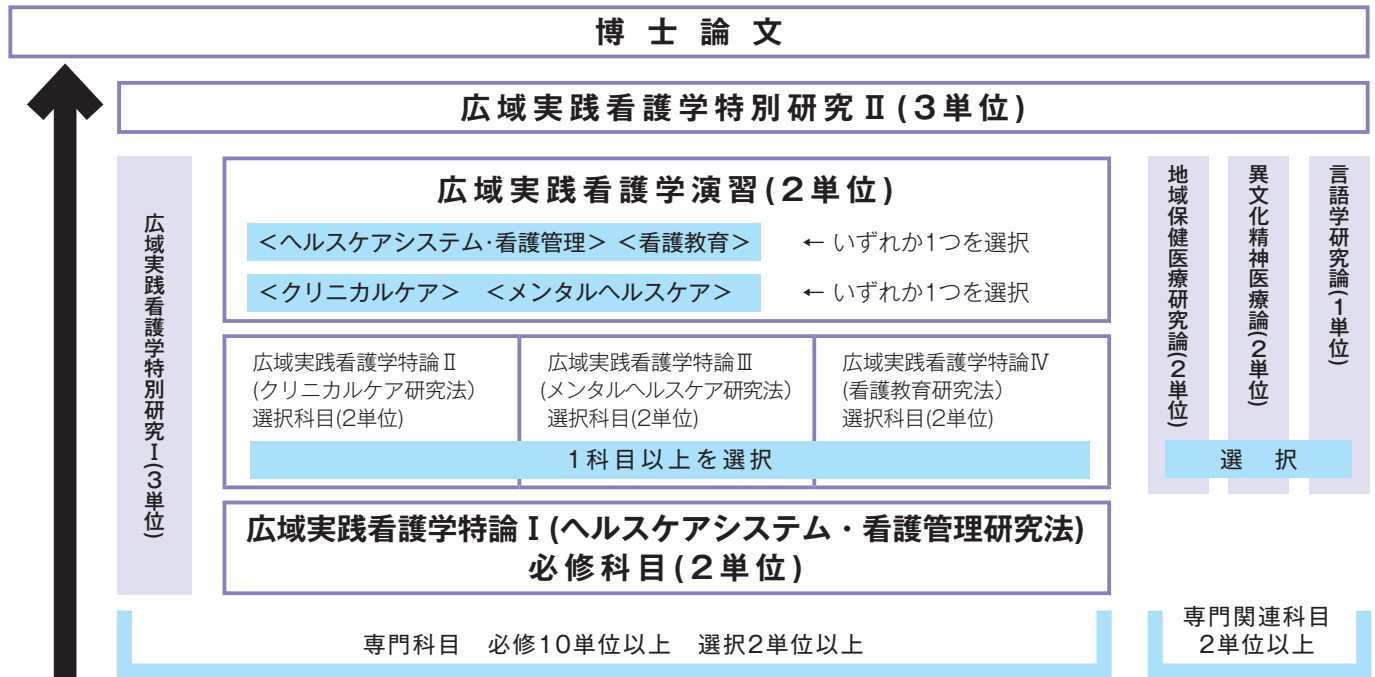 博士論文
広域実践看護学特別研究Ⅱ(3単位)
広域実践看護学特別研究Ⅰ(3単位)
広域実践看護学演習(2単位)
<ヘルスケアシステム·看護管理> <看護教育> ← いずれか1つを選択
<クリニカルケア> <メンタルヘルスケア> ← いずれか1つを選択
広域実践看護学特論Ⅱ
(クリニカルケア研究法)
選択科目(2単位)
広域実践看護学特論Ⅲ
(メンタルヘルスケア研究法)
選択科目(2単位)
広域実践看護学特論Ⅳ
(看護教育研究法)
選択科目(2単位)
1科目以上を選択
広域実践看護学特論Ⅰ(ヘルスケアシステム・看護管理研究法)
必修科目(2単位)
地域保健医療研究論(2単位)
異文化精神医療論(2単位)
言語学研究論(1単位)
選 択
専門科目 必修10単位以上 選択2単位以上
専門関連科目
2単位以上